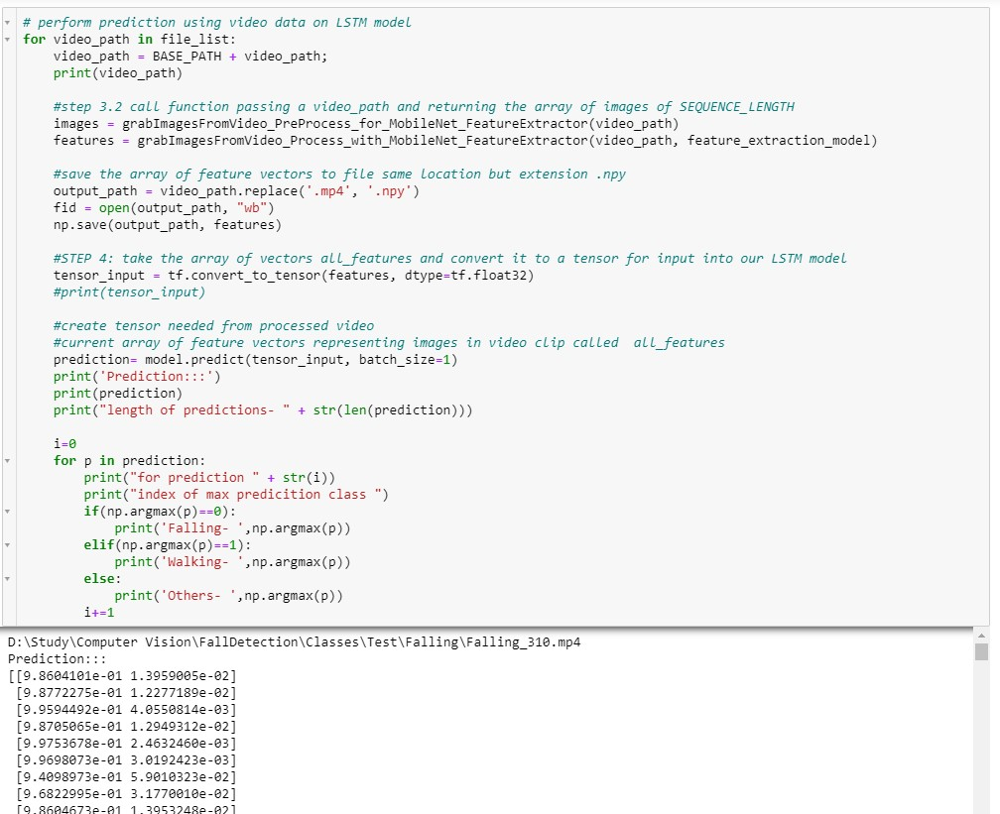 # perform prediction using video data on LSTM model
for video_path in file_list:
    video_path = BASE_PATH + video_path;
    print(video_path)

    #step 3.2 call function passing a video_path and returning the array of images of SEQUENCE_LENGTH
    images = grabImagesFromVideo_PreProcess_for_MobileNet_FeatureExtractor(video_path)
    features = grabImagesFromVideo_Process_with_MobileNet_FeatureExtractor(video_path, feature_extraction_model)

    #save the array of feature vectors to file same location but extension .npy
    output_path = video_path.replace('.mp4', '.npy')
    fid = open(output_path, "wb")
    np.save(output_path, features)

    #STEP 4: take the array of vectors all_features and convert it to a tensor for input into our LSTM model
    tensor_input = tf.convert_to_tensor(features, dtype=tf.float32)
    #print(tensor_input)

    #create tensor needed from processed video
    #current array of feature vectors representing images in video clip called  all_features
    prediction= model.predict(tensor_input, batch_size=1)
    print('Prediction:::')
    print(prediction)
    print("length of predictions- " + str(len(prediction)))

    i=0
    for p in prediction:
        print("for prediction " + str(i))
        print("index of max predicition class ")
        if(np.argmax(p)==0):
            print('Falling- ',np.argmax(p))
        elif(np.argmax(p)==1):
            print('Walking- ',np.argmax(p))
        else:
            print('Others- ',np.argmax(p))
        i+=1
D:\Study\Computer Vision\FallDetection\Classes\Test\Falling\Falling_310.mp4
Prediction:::
[[9.8604101e-01 1.3959005e-02]
 [9.8772275e-01 1.2277189e-02]
 [9.9594492e-01 4.0550814e-03]
 [9.8705065e-01 1.2949312e-02]
 [9.9753678e-01 2.4632460e-03]
 [9.9698073e-01 3.0192423e-03]
 [9.4098973e-01 5.9010323e-02]
 [9.6822995e-01 3.1770010e-02]
 [9.8604673e-01 1.3953248e-02]